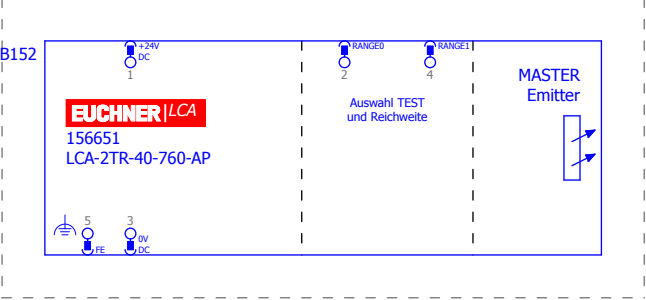 B152
+24V
DC
1
RANGE0
2
RANGE1
4
MASTER
Emitter
Auswahl TEST
und Reichweite
EUCHNER LCA
156651
LCA-2TR-40-760-AP
5
FE
3
0V
DC